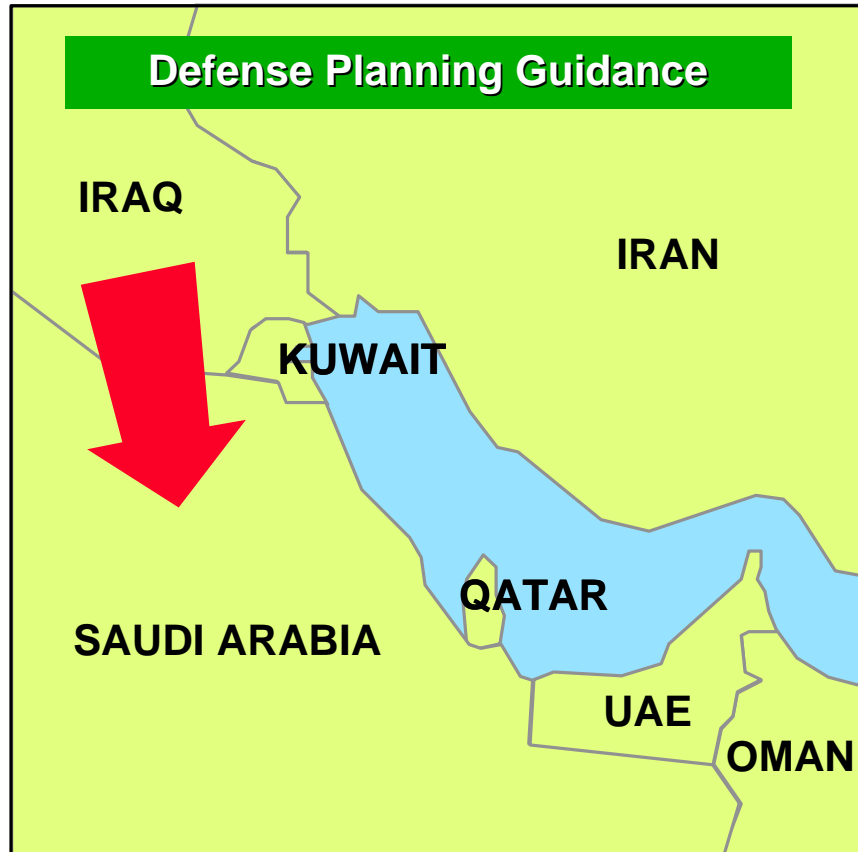 Defense Planning Guidance
IRAQ
IRAN
KUWAIT
QATAR
SAUDI ARABIA
UAE
OMAN